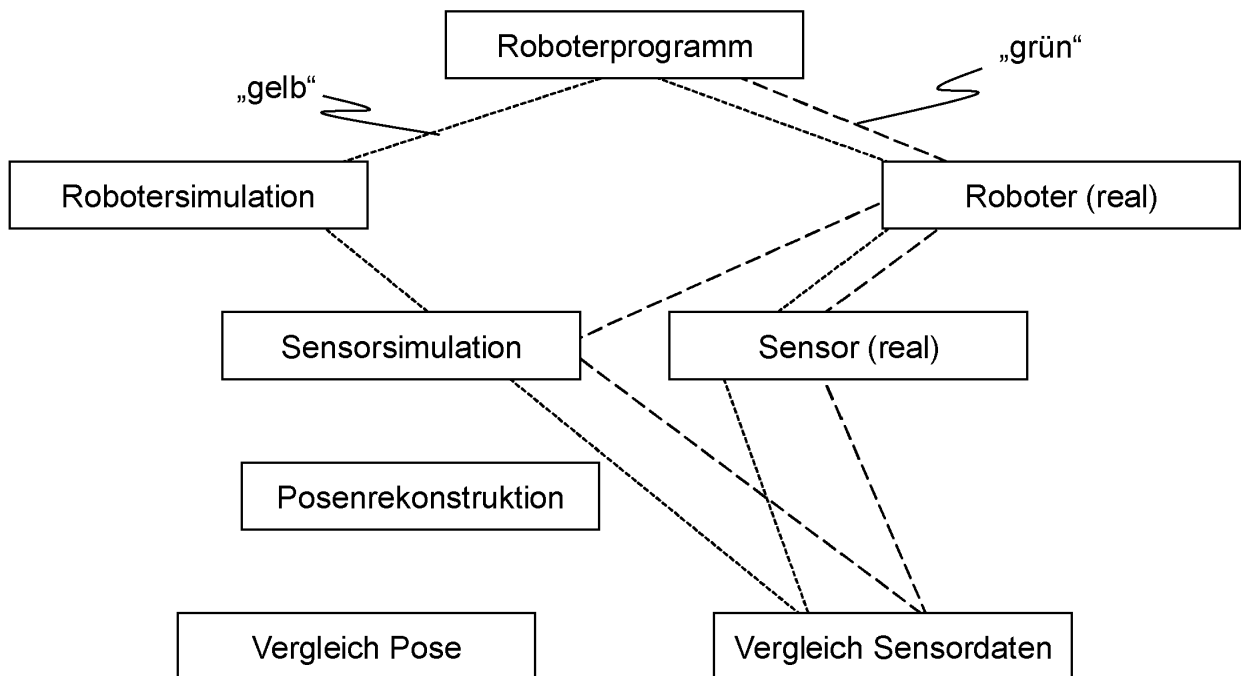 Roboterprogramm
„grün“
„gelb“
Robotersimulation
Roboter (real)
Sensorsimulation
Sensor (real)
Posenrekonstruktion
Vergleich Pose
Vergleich Sensordaten